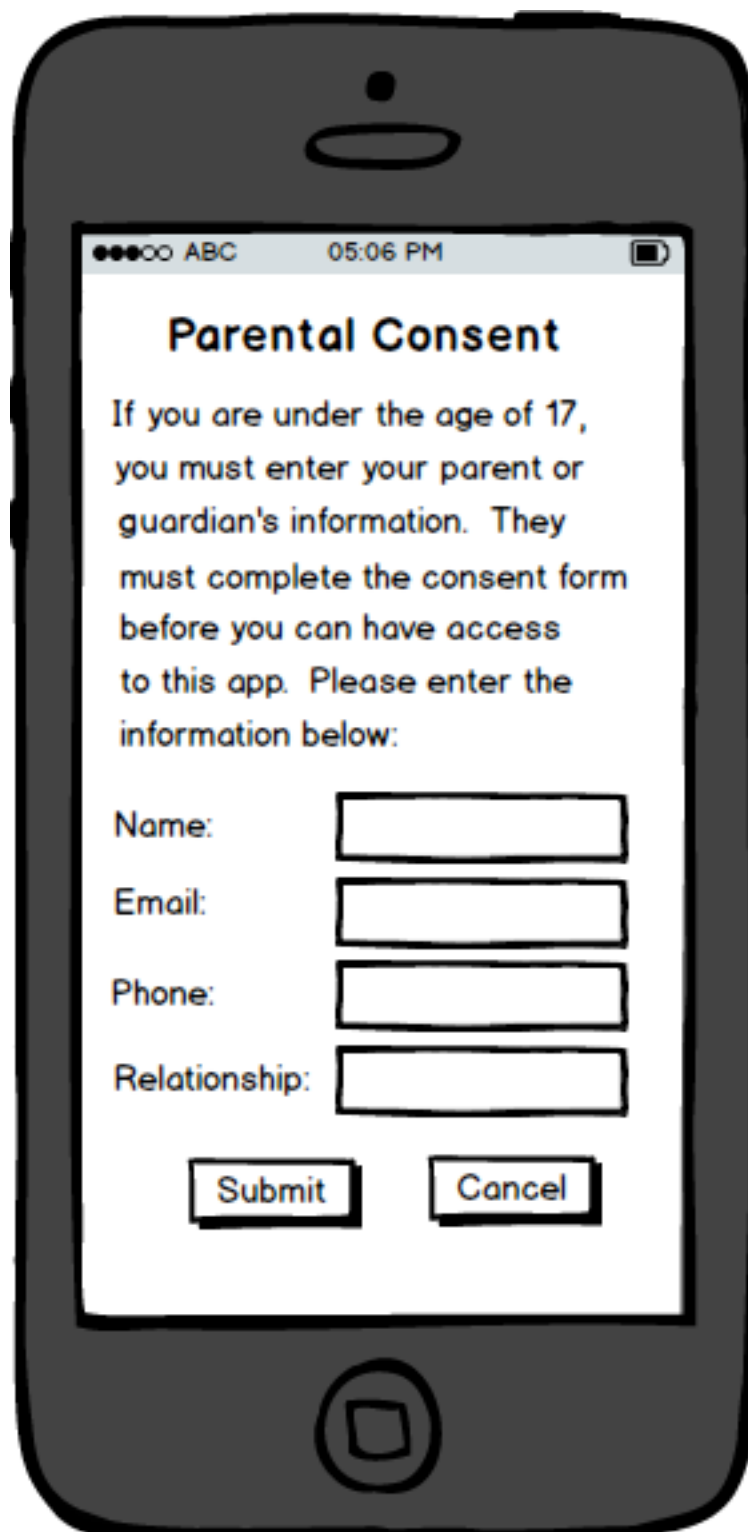 ABC 05:06 PM
Parental Consent
If you are under the age of 17,
you must enter your parent or
guardian's information.  They
must complete the consent form
before you can have access
to this app.  Please enter the
information below:
Name:
Email:
Phone:
Relationship:
Submit Cancel